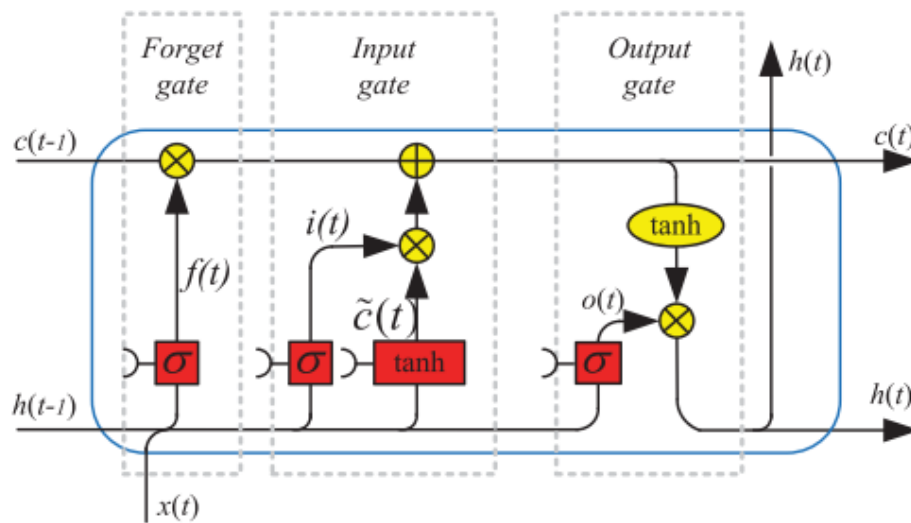 Forget gate
Input gate
Output gate
h(t)
c(t-1)
c(t)
tanh
i(t)
f(t)
o(t)
c̃(t)
σ
σ
tanh
σ
h(t-1)
h(t)
x(t)